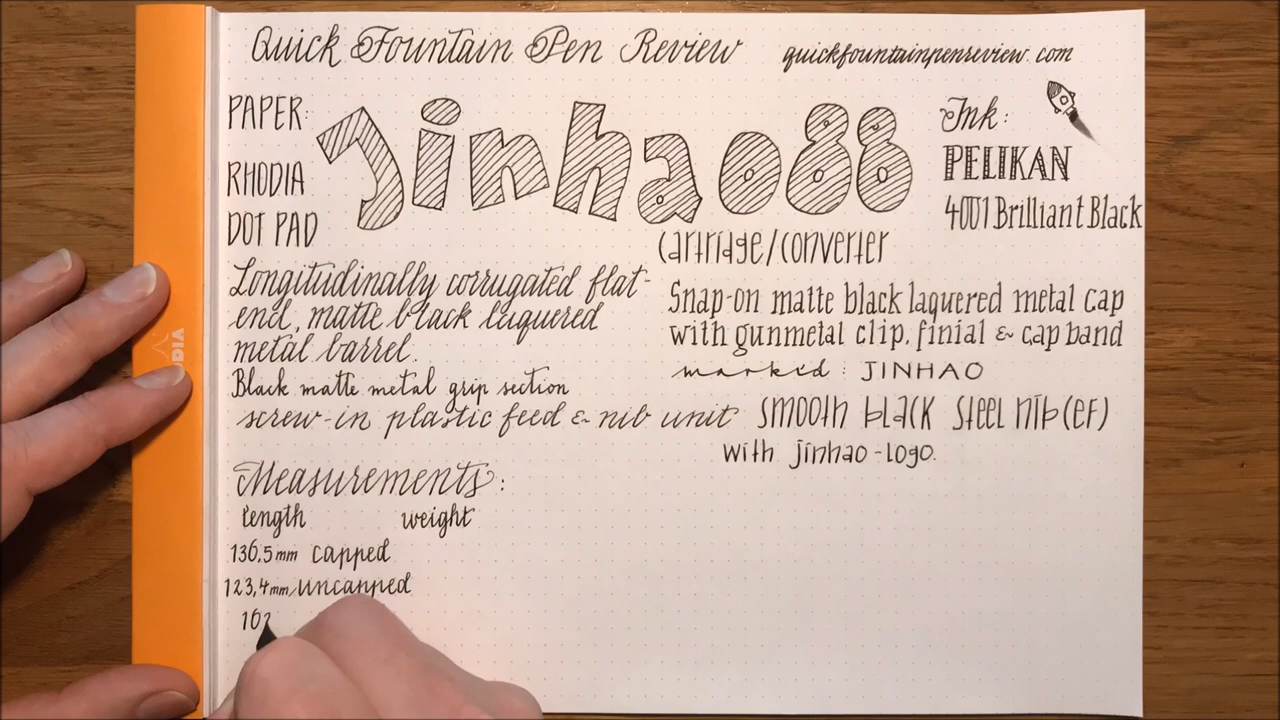 Quick Fountain Pen Review
quickfountainpenreview.com
PAPER:
RHODIA
DOT PAD
Jinhao88
Ink:
PELIKAN
4001 Brilliant Black
Cartridge/converter
Longitudinally corrugated flat-
end, matte black laquered
metal barrel.
Black matte metal grip section
screw-in plastic feed & nib unit
Snap-on matte black laquered metal cap
with gunmetal clip, finial & cap band
marked: JINHAO
smooth black steel nib (EF)
with jinhao-logo.
Measurements:
length weight
136.5mm capped
123,4mm uncapped